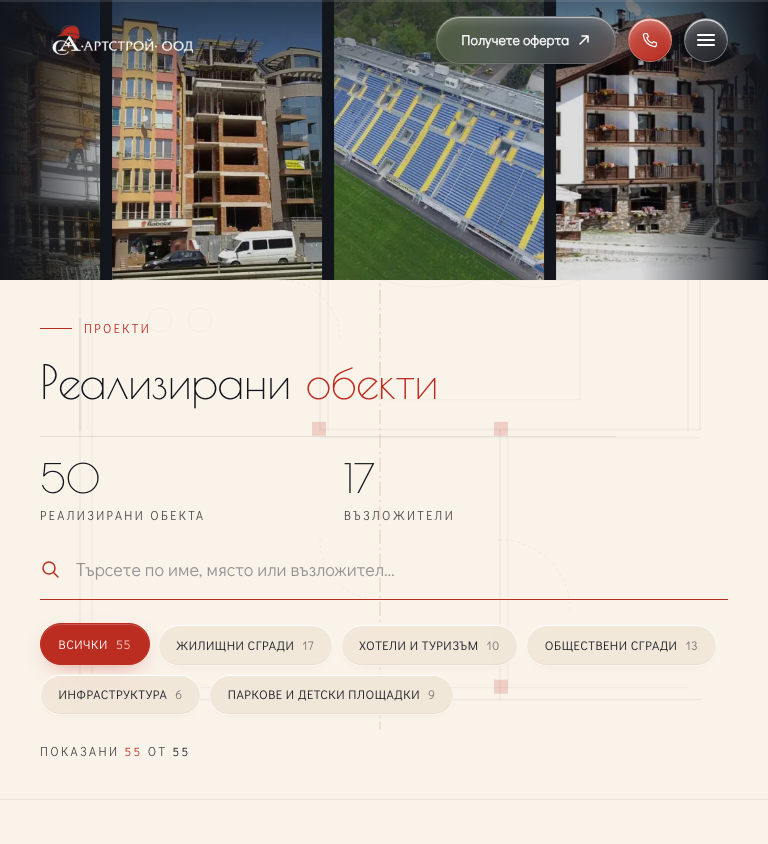 АРТСТРОЙ· ООД
Получете оферта
ПРОЕКТИ
Реализирани обекти
50
17
РЕАЛИЗИРАНИ ОБЕКТА
ВЪЗЛОЖИТЕЛИ
Търсете по име, място или възложител...
ВСИЧКИ 55
ЖИЛИЩНИ СГРАДИ 17
ХОТЕЛИ И ТУРИЗЪМ 10
ОБЩЕСТВЕНИ СГРАДИ 13
ИНФРАСТРУКТУРА 6
ПАРКОВЕ И ДЕТСКИ ПЛОЩАДКИ 9
ПОКАЗАНИ 55 ОТ 55